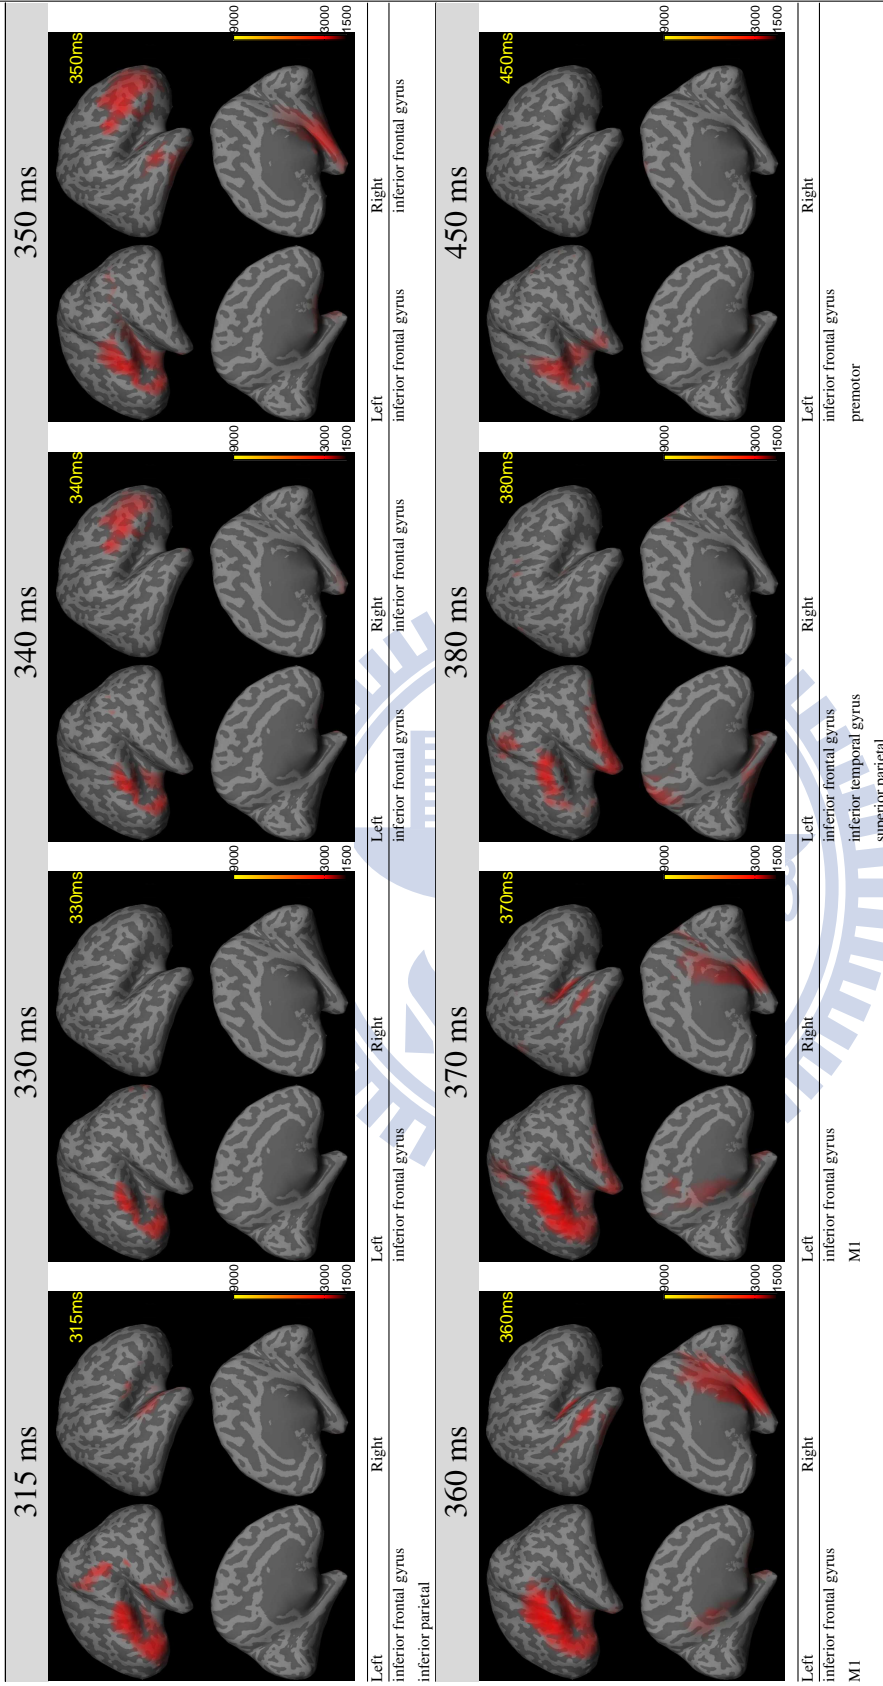 315 ms
330 ms
340 ms
350 ms
315ms
9000
3000
1500
330ms
9000
3000
1500
340ms
9000
3000
1500
350ms
9000
3000
1500
Left
Right
Left
Right
Left
Right
Left
Right
inferior frontal gyrus
inferior frontal gyrus
inferior frontal gyrus
inferior frontal gyrus
inferior frontal gyrus
inferior frontal gyrus
inferior parietal
360 ms
370 ms
380 ms
450 ms
360ms
9000
3000
1500
370ms
9000
3000
1500
380ms
9000
3000
1500
450ms
9000
3000
1500
Left
Right
Left
Right
Left
Right
Left
Right
inferior frontal gyrus
inferior frontal gyrus
inferior frontal gyrus
inferior frontal gyrus
M1
M1
inferior temporal gyrus
premotor
superior parietal